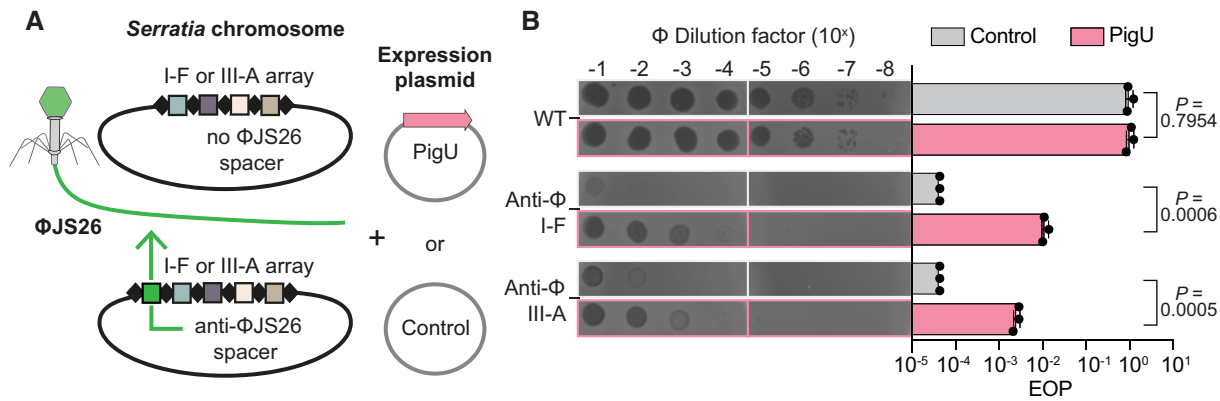 A
Serratia chromosome
I-F or III-A array
no ΦJS26
spacer
ΦJS26
I-F or III-A array
anti-ΦJS26
spacer
+
Expression
plasmid
PigU
or
Control
B
Φ Dilution factor (10ˣ)
-1 -2 -3 -4 -5 -6 -7 -8
Control PigU
WT
P =
0.7954
Anti-Φ
I-F
P =
0.0006
Anti-Φ
III-A
P =
0.0005
10⁻⁵ 10⁻⁴ 10⁻³ 10⁻² 10⁻¹ 10⁰ 10¹
EOP